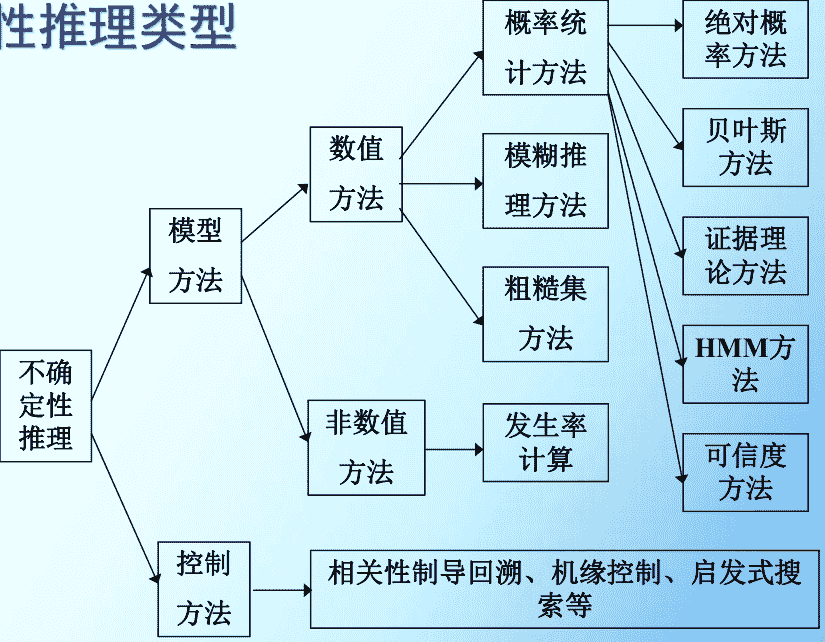 性推理类型
概率统
计方法
绝对概
率方法
数值
方法
模糊推
理方法
贝叶斯
方法
模型
方法
证据理
论方法
粗糙集
方法
HMM方
法
不确
定性
推理
非数值
方法
发生率
计算
可信度
方法
控制
方法
相关性制导回溯、机缘控制、启发式搜
索等